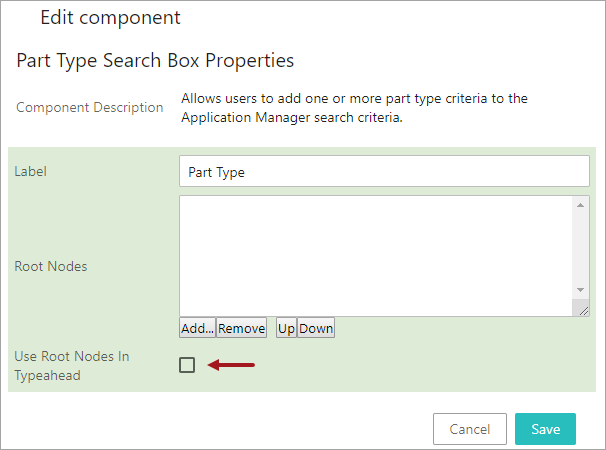 Edit component
Part Type Search Box Properties
Component Description
Allows users to add one or more part type criteria to the
Application Manager search criteria.
Label
Part Type
Root Nodes
Add... Remove Up Down
Use Root Nodes In
Typeahead
Cancel Save